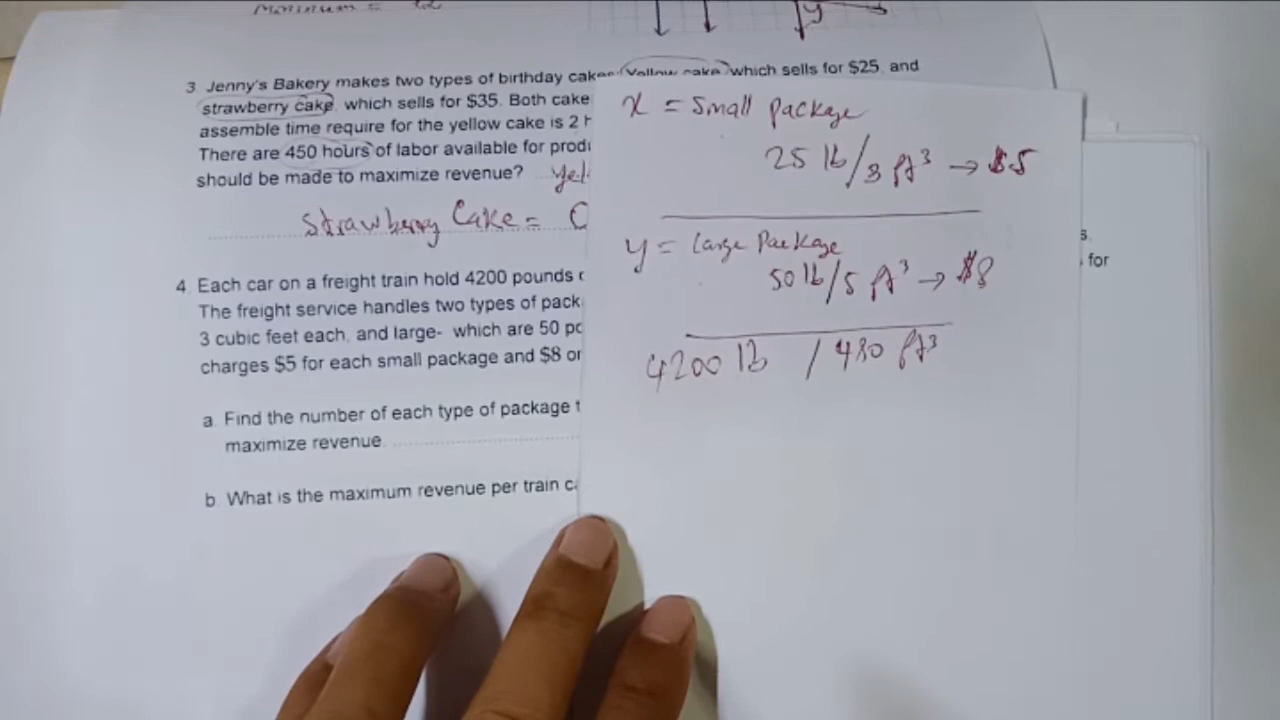 Maximum =
y
3 Jenny's Bakery makes two types of birthday cakes Yellow cake which sells for $25, and
strawberry cake, which sells for $35. Both cake
assemble time require for the yellow cake is 2 h
There are 450 hours of labor available for prod
should be made to maximize revenue? Yel
Strawberry Cake = 0
4. Each car on a freight train hold 4200 pounds
The freight service handles two types of pack
3 cubic feet each, and large- which are 50 po
charges $5 for each small package and $8 or
a. Find the number of each type of package t
maximize revenue.
b. What is the maximum revenue per train ca
x = Small Package
25 lb/3 ft³ → $5
y = Large Package
50 lb/5 ft³ → $8
4200 lb / 480 ft³
s.
for